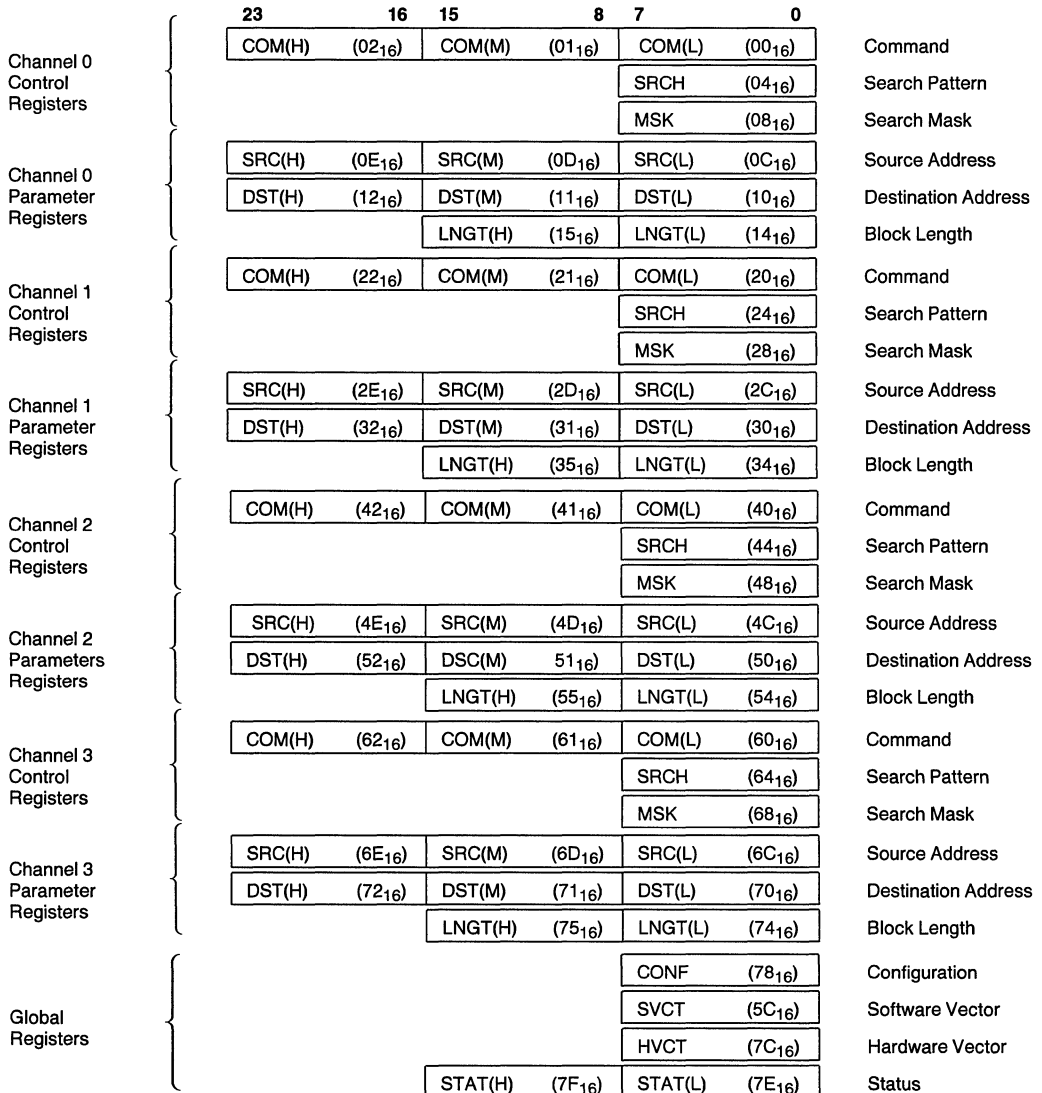 23 16 15 8 7 0
Channel 0
Control
Registers
COM(H) (02₁₆) COM(M) (01₁₆) COM(L) (00₁₆) Command
SRCH (04₁₆) Search Pattern
MSK (08₁₆) Search Mask
Channel 0
Parameter
Registers
SRC(H) (0E₁₆) SRC(M) (0D₁₆) SRC(L) (0C₁₆) Source Address
DST(H) (12₁₆) DST(M) (11₁₆) DST(L) (10₁₆) Destination Address
LNGT(H) (15₁₆) LNGT(L) (14₁₆) Block Length
Channel 1
Control
Registers
COM(H) (22₁₆) COM(M) (21₁₆) COM(L) (20₁₆) Command
SRCH (24₁₆) Search Pattern
MSK (28₁₆) Search Mask
Channel 1
Parameter
Registers
SRC(H) (2E₁₆) SRC(M) (2D₁₆) SRC(L) (2C₁₆) Source Address
DST(H) (32₁₆) DST(M) (31₁₆) DST(L) (30₁₆) Destination Address
LNGT(H) (35₁₆) LNGT(L) (34₁₆) Block Length
Channel 2
Control
Registers
COM(H) (42₁₆) COM(M) (41₁₆) COM(L) (40₁₆) Command
SRCH (44₁₆) Search Pattern
MSK (48₁₆) Search Mask
Channel 2
Parameters
Registers
SRC(H) (4E₁₆) SRC(M) (4D₁₆) SRC(L) (4C₁₆) Source Address
DST(H) (52₁₆) DSC(M) 51₁₆) DST(L) (50₁₆) Destination Address
LNGT(H) (55₁₆) LNGT(L) (54₁₆) Block Length
Channel 3
Control
Registers
COM(H) (62₁₆) COM(M) (61₁₆) COM(L) (60₁₆) Command
SRCH (64₁₆) Search Pattern
MSK (68₁₆) Search Mask
Channel 3
Parameter
Registers
SRC(H) (6E₁₆) SRC(M) (6D₁₆) SRC(L) (6C₁₆) Source Address
DST(H) (72₁₆) DST(M) (71₁₆) DST(L) (70₁₆) Destination Address
LNGT(H) (75₁₆) LNGT(L) (74₁₆) Block Length
Global
Registers
CONF (78₁₆) Configuration
SVCT (5C₁₆) Software Vector
HVCT (7C₁₆) Hardware Vector
STAT(H) (7F₁₆) STAT(L) (7E₁₆) Status